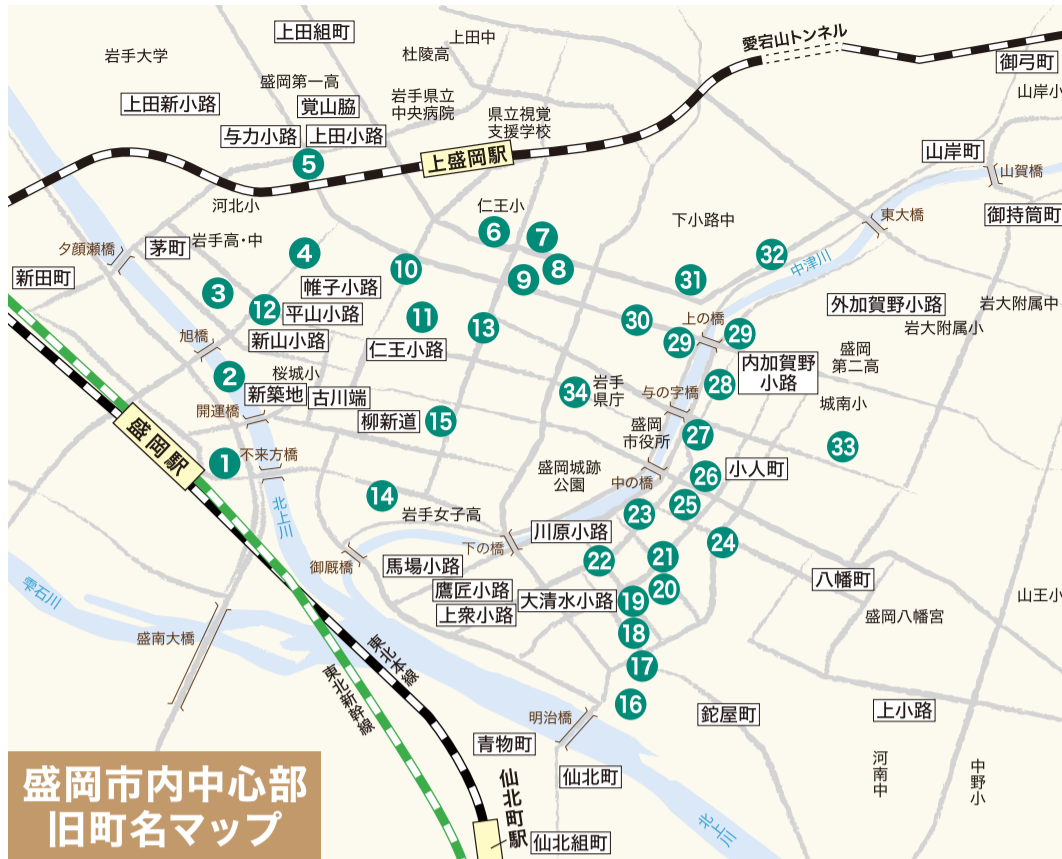 上田組町
上田中
杜陵高
愛宕山トンネル
御弓町
岩手大学
盛岡第一高
山岸小
上田新小路
覚山脇
岩手県立
中央病院
県立視覚
支援学校
与力小路
上田小路
5
上盛岡駅
山岸町
山賀橋
河北小
仁王小
下小路中
東大橋
御持筒町
夕顔瀬橋
茅町
岩手高・中
4
6
7
32
中津川
新田町
3
10
9
8
31
帷子小路
12
平山小路
11
13
30
上の橋
外加賀野小路
岩大附属中
岩大附属小
旭橋
新山小路
仁王小路
29
29
内加賀野
小路
盛岡
第二高
2
桜城小
新築地
古川端
34
岩手
県庁
与の字橋
28
城南小
開運橋
柳新道
15
盛岡
市役所
27
33
盛岡駅
1
不来方橋
盛岡城跡
公園
中の橋
26
小人町
北上川
14
岩手女子高
23
25
川原小路
24
下の橋
御厩橋
馬場小路
22
21
八幡町
雫石川
鷹匠小路
大清水小路
19
20
山王小
上衆小路
盛岡八幡宮
盛南大橋
18
東北本線
17
東北新幹線
16
鉈屋町
上小路
明治橋
青物町
仙北町
河南中
中野小
盛岡市内中心部
旧町名マップ
仙北町駅
仙北組町
北上川